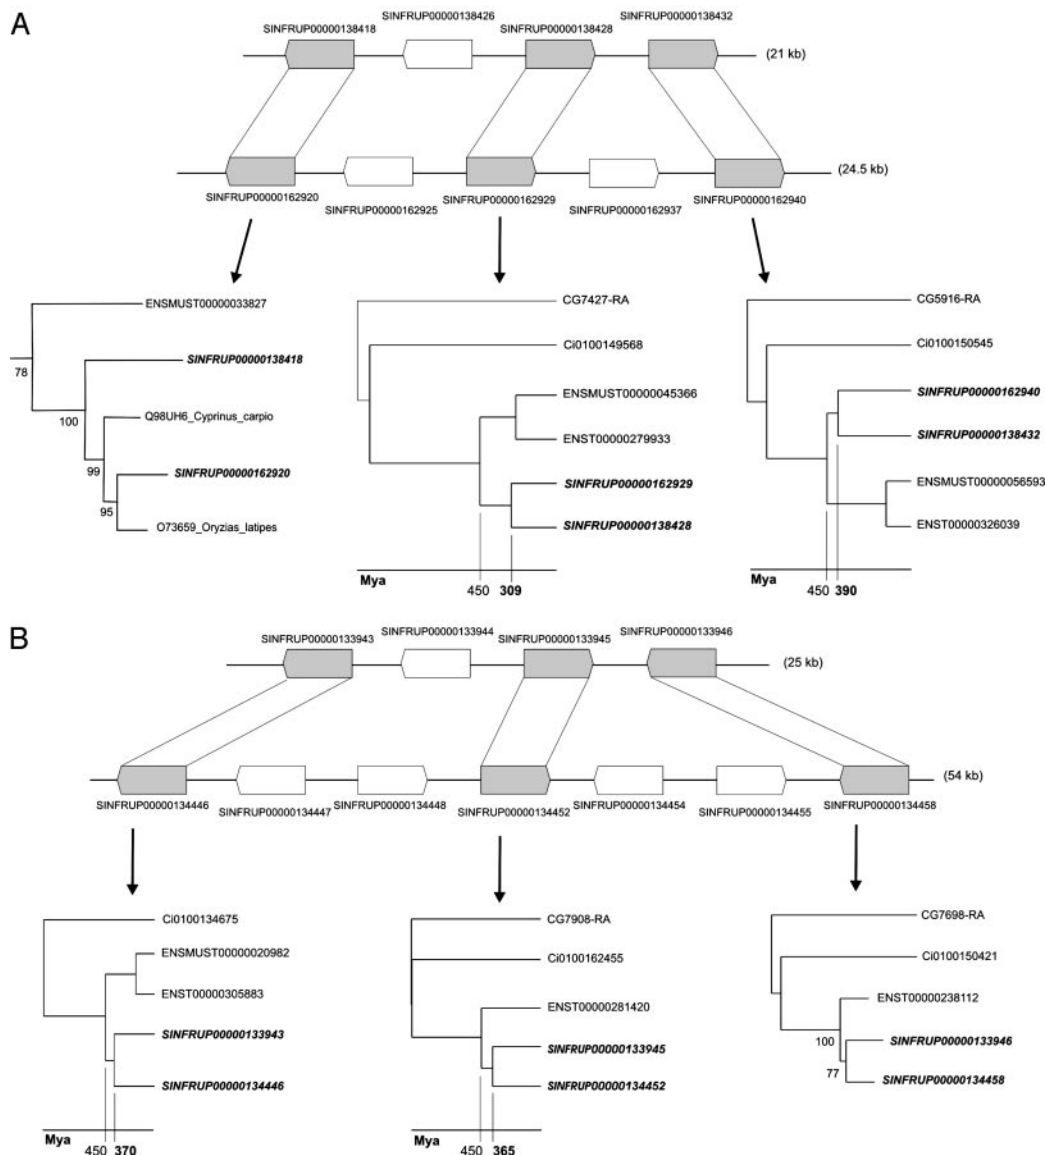 A
SINFRUP00000138426
SINFRUP00000138432
SINFRUP00000138418
SINFRUP00000138428
(21 kb)
(24.5 kb)
SINFRUP00000162920
SINFRUP00000162929
SINFRUP00000162940
SINFRUP00000162925
SINFRUP00000162937
ENSMUST00000033827
SINFRUP00000138418
78
Q98UH6_Cyprinus_carpio
100
SINFRUP00000162920
99
O73659_Oryzias_latipes
95
CG7427-RA
Ci0100149568
ENSMUST00000045366
ENST00000279933
SINFRUP00000162929
SINFRUP00000138428
Mya
450 309
CG5916-RA
Ci0100150545
SINFRUP00000162940
SINFRUP00000138432
ENSMUST00000056593
ENST00000326039
Mya
450 390
B
SINFRUP00000133943
SINFRUP00000133944
SINFRUP00000133945
SINFRUP00000133946
(25 kb)
(54 kb)
SINFRUP00000134446
SINFRUP00000134447
SINFRUP00000134448
SINFRUP00000134452
SINFRUP00000134454
SINFRUP00000134455
SINFRUP00000134458
Ci0100134675
ENSMUST00000020982
ENST00000305883
SINFRUP00000133943
SINFRUP00000134446
Mya
450 370
CG7908-RA
Ci0100162455
ENST00000281420
SINFRUP00000133945
SINFRUP00000134452
Mya
450 365
CG7698-RA
Ci0100150421
ENST00000238112
100
SINFRUP00000133946
77
SINFRUP00000134458